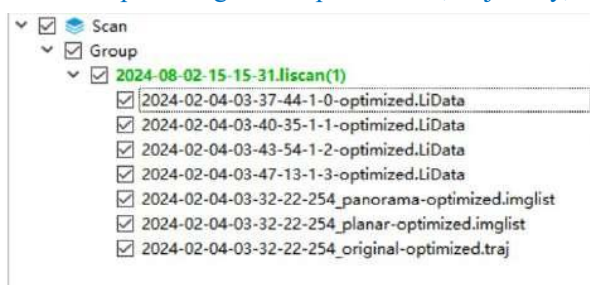 Scan
Group
2024-08-02-15-15-31.liscan(1)
2024-02-04-03-37-44-1-0-optimized.LiData
2024-02-04-03-40-35-1-1-optimized.LiData
2024-02-04-03-43-54-1-2-optimized.LiData
2024-02-04-03-47-13-1-3-optimized.LiData
2024-02-04-03-32-22-254_panorama-optimized.imglist
2024-02-04-03-32-22-254_planar-optimized.imglist
2024-02-04-03-32-22-254_original-optimized.traj